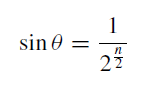 sin θ = 1 / 2^(n/2)